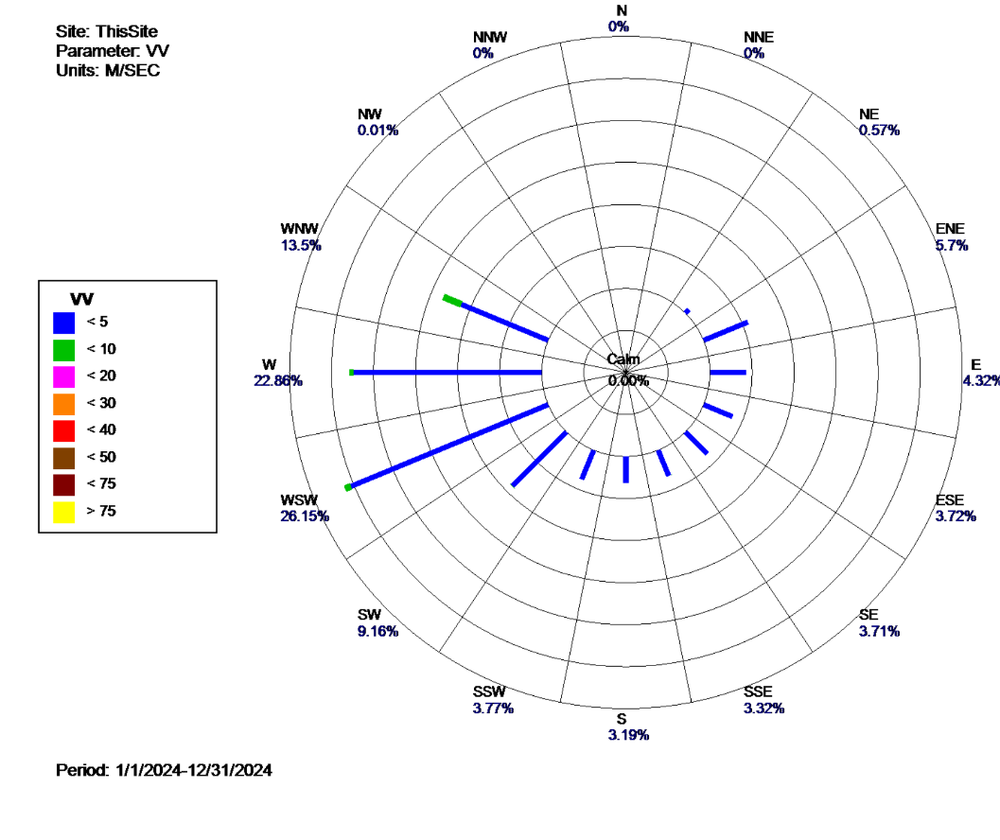 Site: ThisSite
Parameter: VV
Units: M/SEC
N
0%
NNW
0%
NNE
0%
NW
0.01%
NE
0.57%
WNW
13.5%
ENE
5.7%
VV
< 5
< 10
< 20
< 30
< 40
< 50
< 75
> 75
Calm
0.00%
W
22.86%
E
4.32%
WSW
26.15%
ESE
3.72%
SW
9.16%
SE
3.71%
SSW
3.77%
SSE
3.32%
S
3.19%
Period: 1/1/2024-12/31/2024